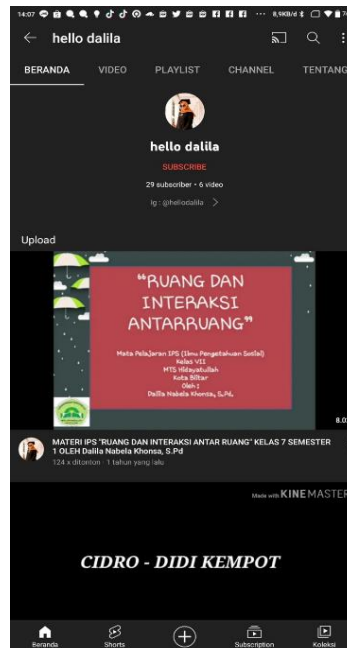 14:07
8,9KB/d
hello dalila
BERANDA VIDEO PLAYLIST CHANNEL TENTANG
hello dalila
SUBSCRIBE
29 subscriber • 6 video
Ig : @hellodalila
Upload
“RUANG DAN
INTERAKSI
ANTARRUANG”
Mata Pelajaran IPS (Ilmu Pengetahuan Sosial)
Kelas VII
MTS Hidayatullah
Kota Blitar
Oleh :
Dalila Nabela Khonsa, S.Pd.
MATERI IPS "RUANG DAN INTERAKSI ANTAR RUANG" KELAS 7 SEMESTER
1 OLEH Dalila Nabela Khonsa, S.Pd
124 x ditonton · 1 tahun yang lalu
Made with KINEMASTER
CIDRO - DIDI KEMPOT
Beranda Shorts Subscription Koleksi